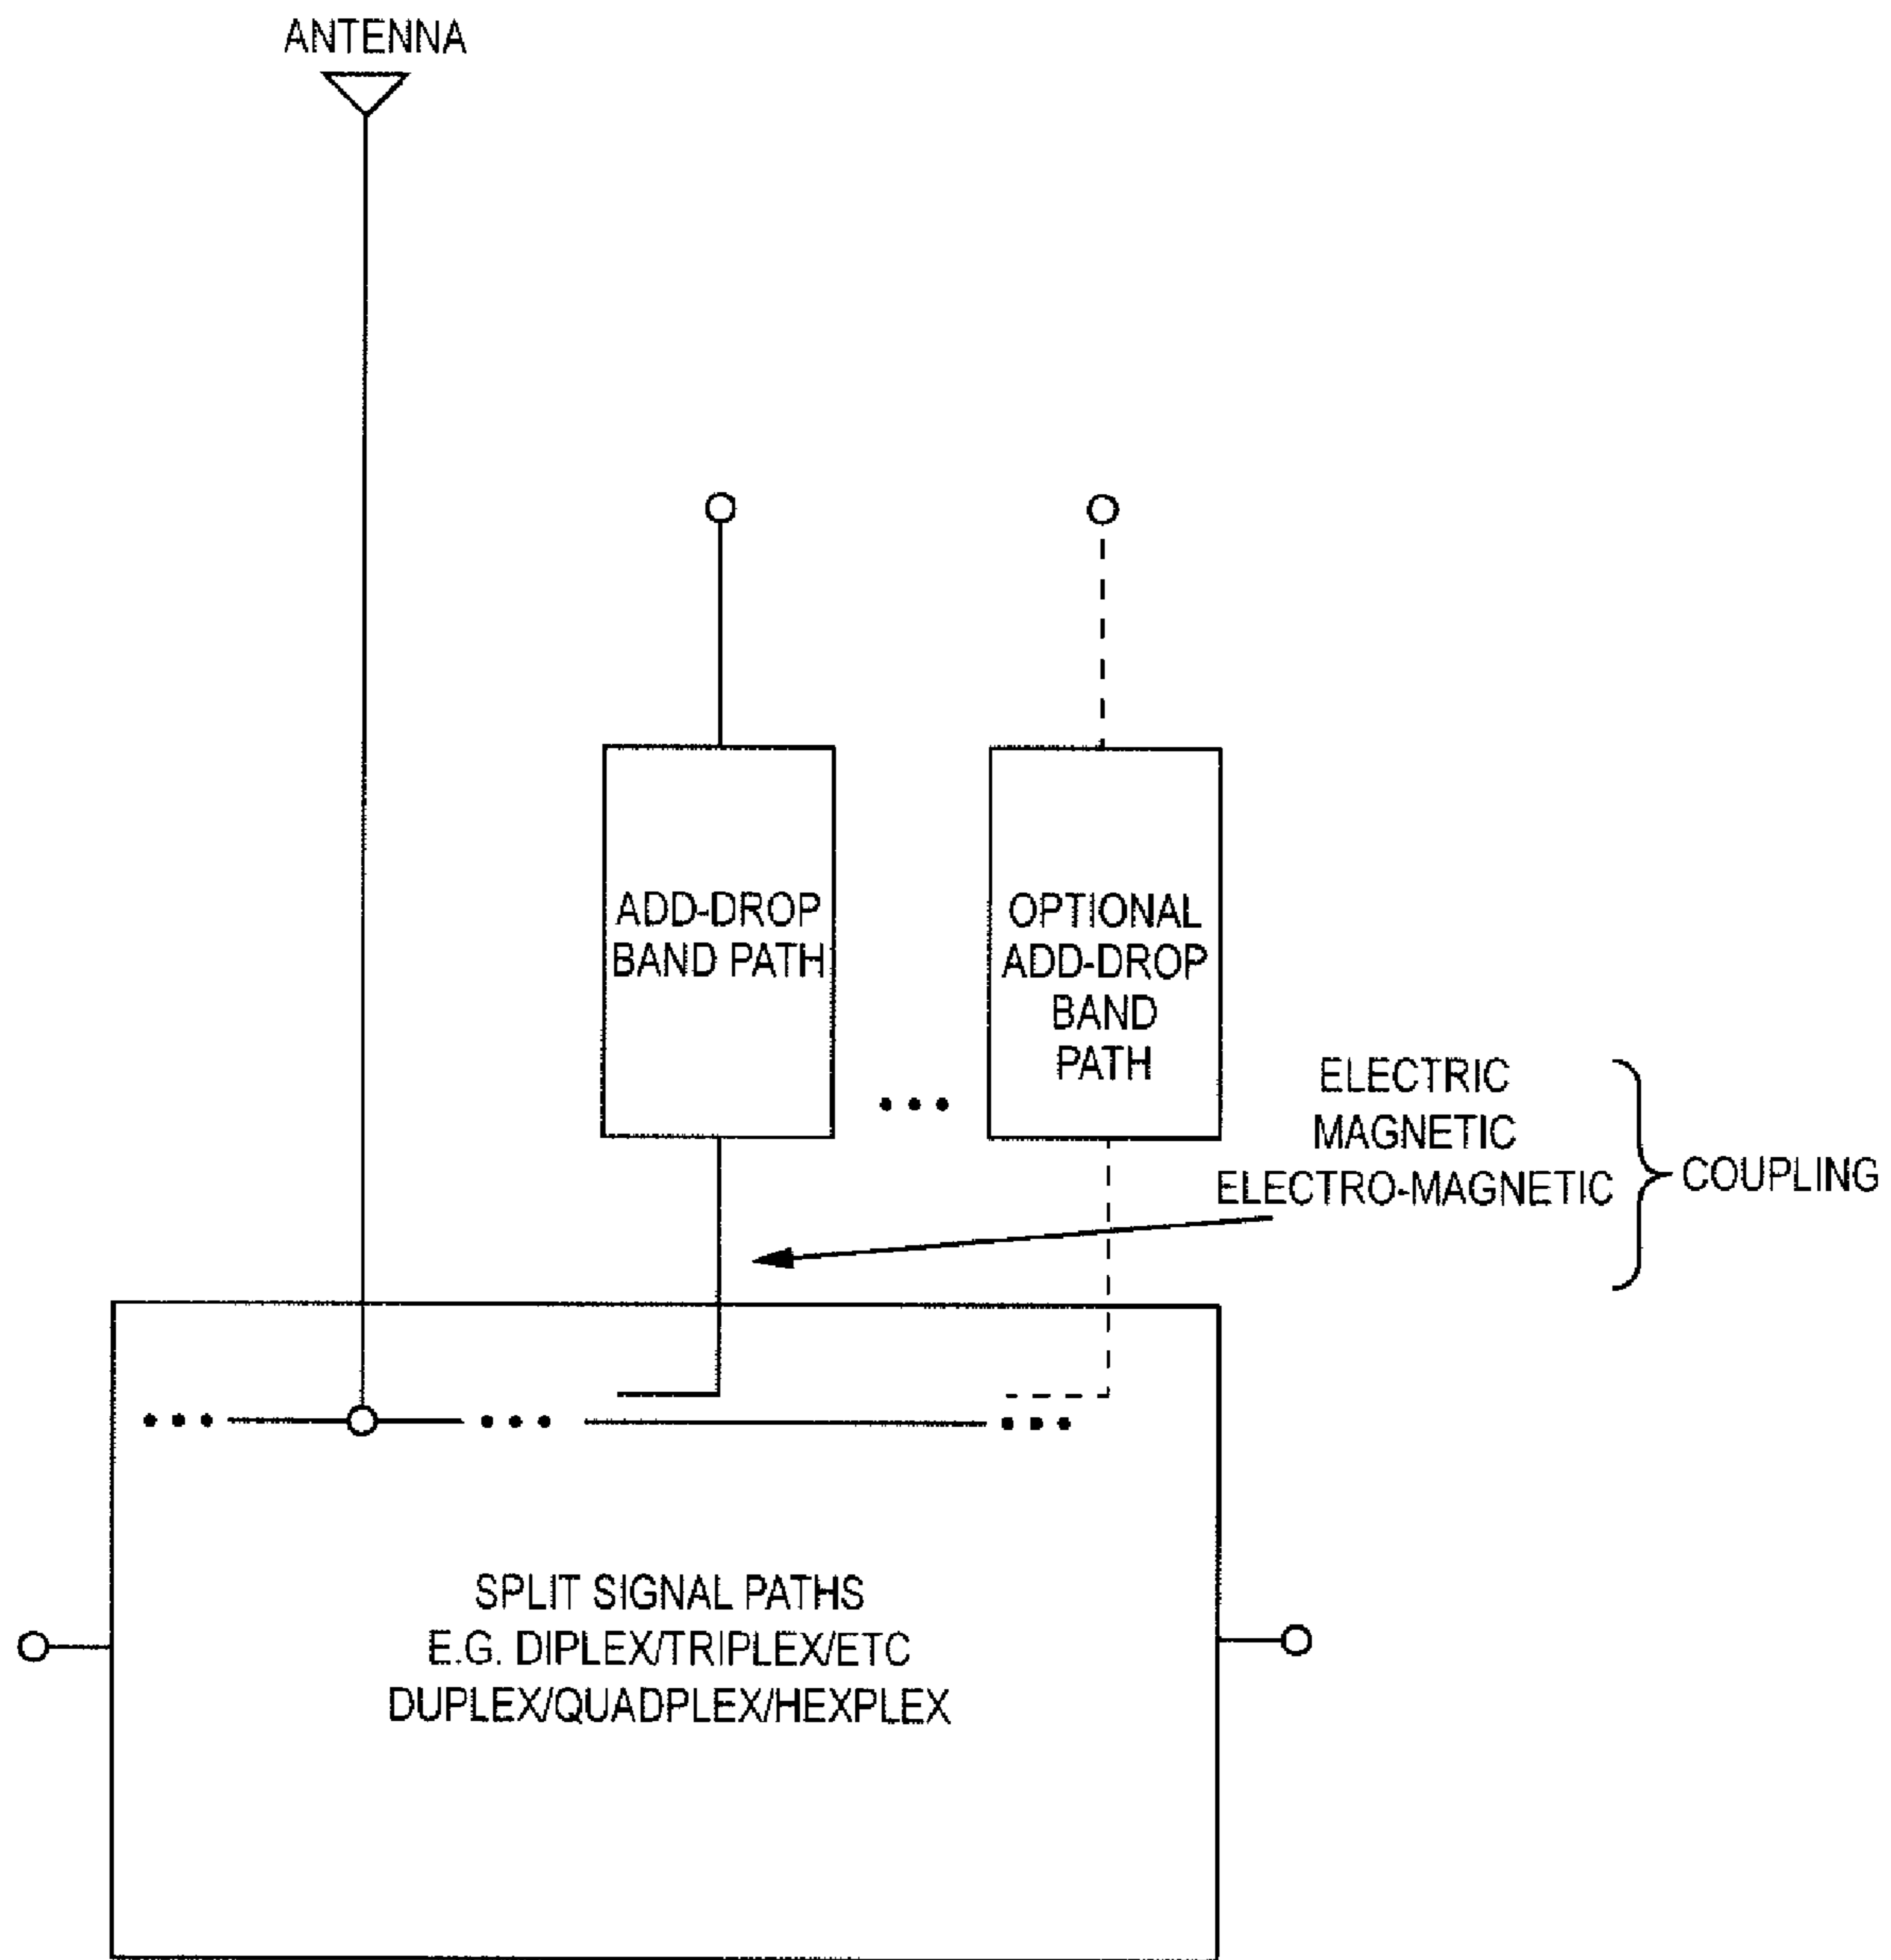 ANTENNA
ADD-DROP
BAND PATH
OPTIONAL
ADD-DROP
BAND
PATH
ELECTRIC
MAGNETIC
ELECTRO-MAGNETIC
COUPLING
SPLIT SIGNAL PATHS
E.G. DIPLEX/TRIPLEX/ETC
DUPLEX/QUADPLEX/HEXPLEX